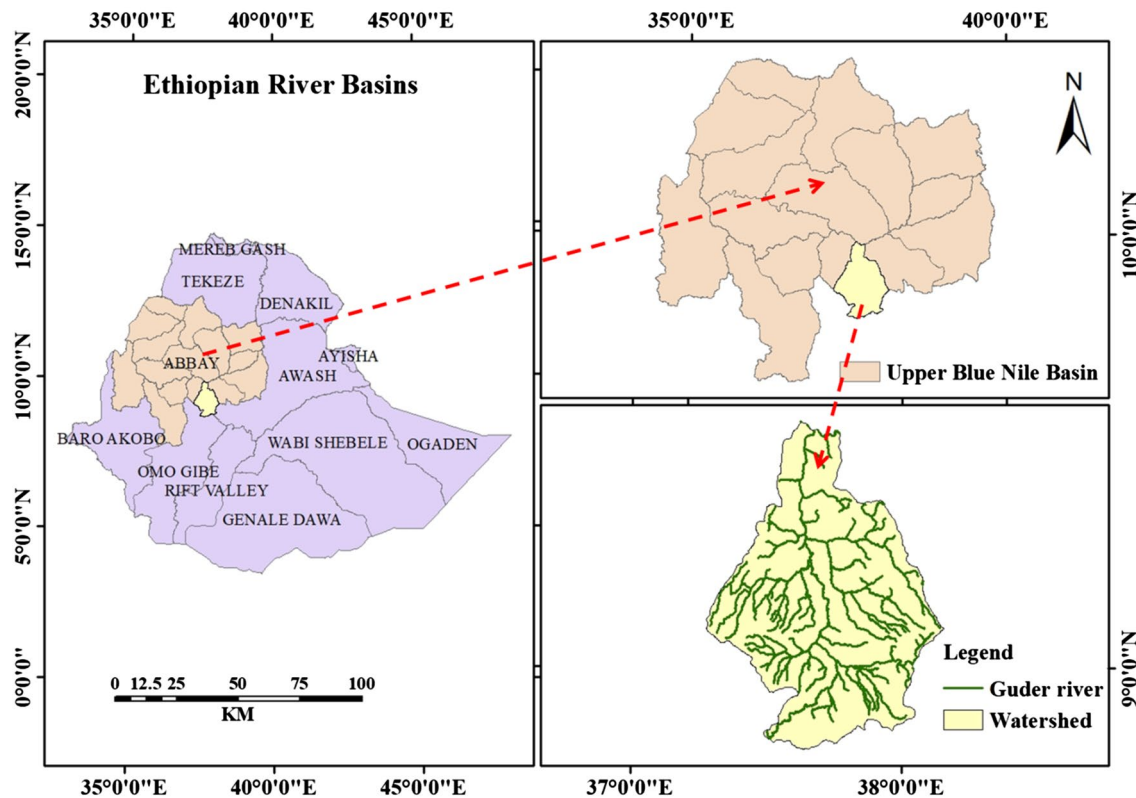 35°0'0"E 40°0'0"E 45°0'0"E
35°0'0"E 40°0'0"E
Ethiopian River Basins
20°0'0"N
15°0'0"N
10°0'0"N
5°0'0"N
0°0'0"
MEREB GASH
TEKEZE
DENAKIL
ABBAY
AYISHA
AWASH
BARO AKOBO
WABI SHEBELE
OGADEN
OMO GIBE
RIFT VALLEY
GENALE DAWA
0 12.5 25 50 75 100
KM
35°0'0"E 40°0'0"E 45°0'0"E
N
10°0'0"N
Upper Blue Nile Basin
Legend
Guder river
Watershed
9°0'0"N
37°0'0"E 38°0'0"E